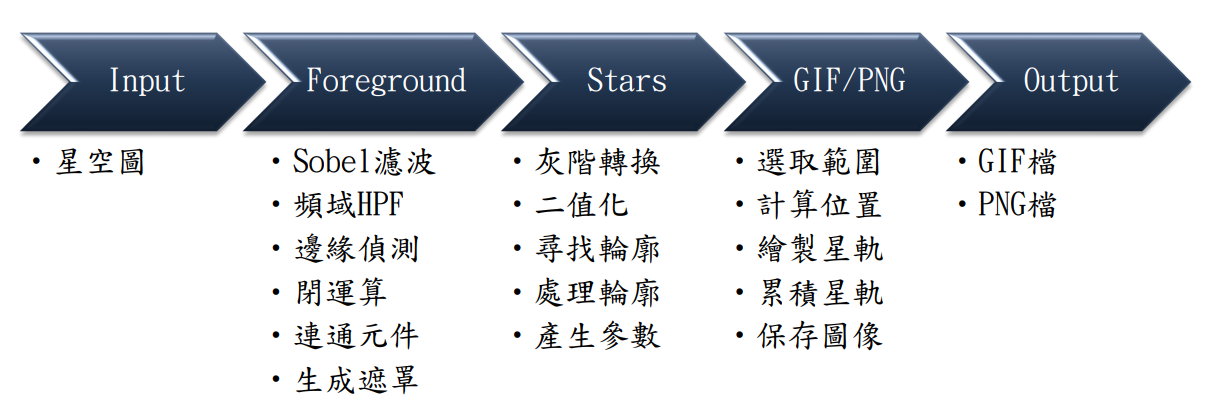 Input
・星空圖
Foreground
・Sobel濾波
・頻域HPF
・邊緣偵測
・閉運算
・連通元件
・生成遮罩
Stars
・灰階轉換
・二值化
・尋找輪廓
・處理輪廓
・產生參數
GIF/PNG
・選取範圍
・計算位置
・繪製星軌
・累積星軌
・保存圖像
Output
・GIF檔
・PNG檔